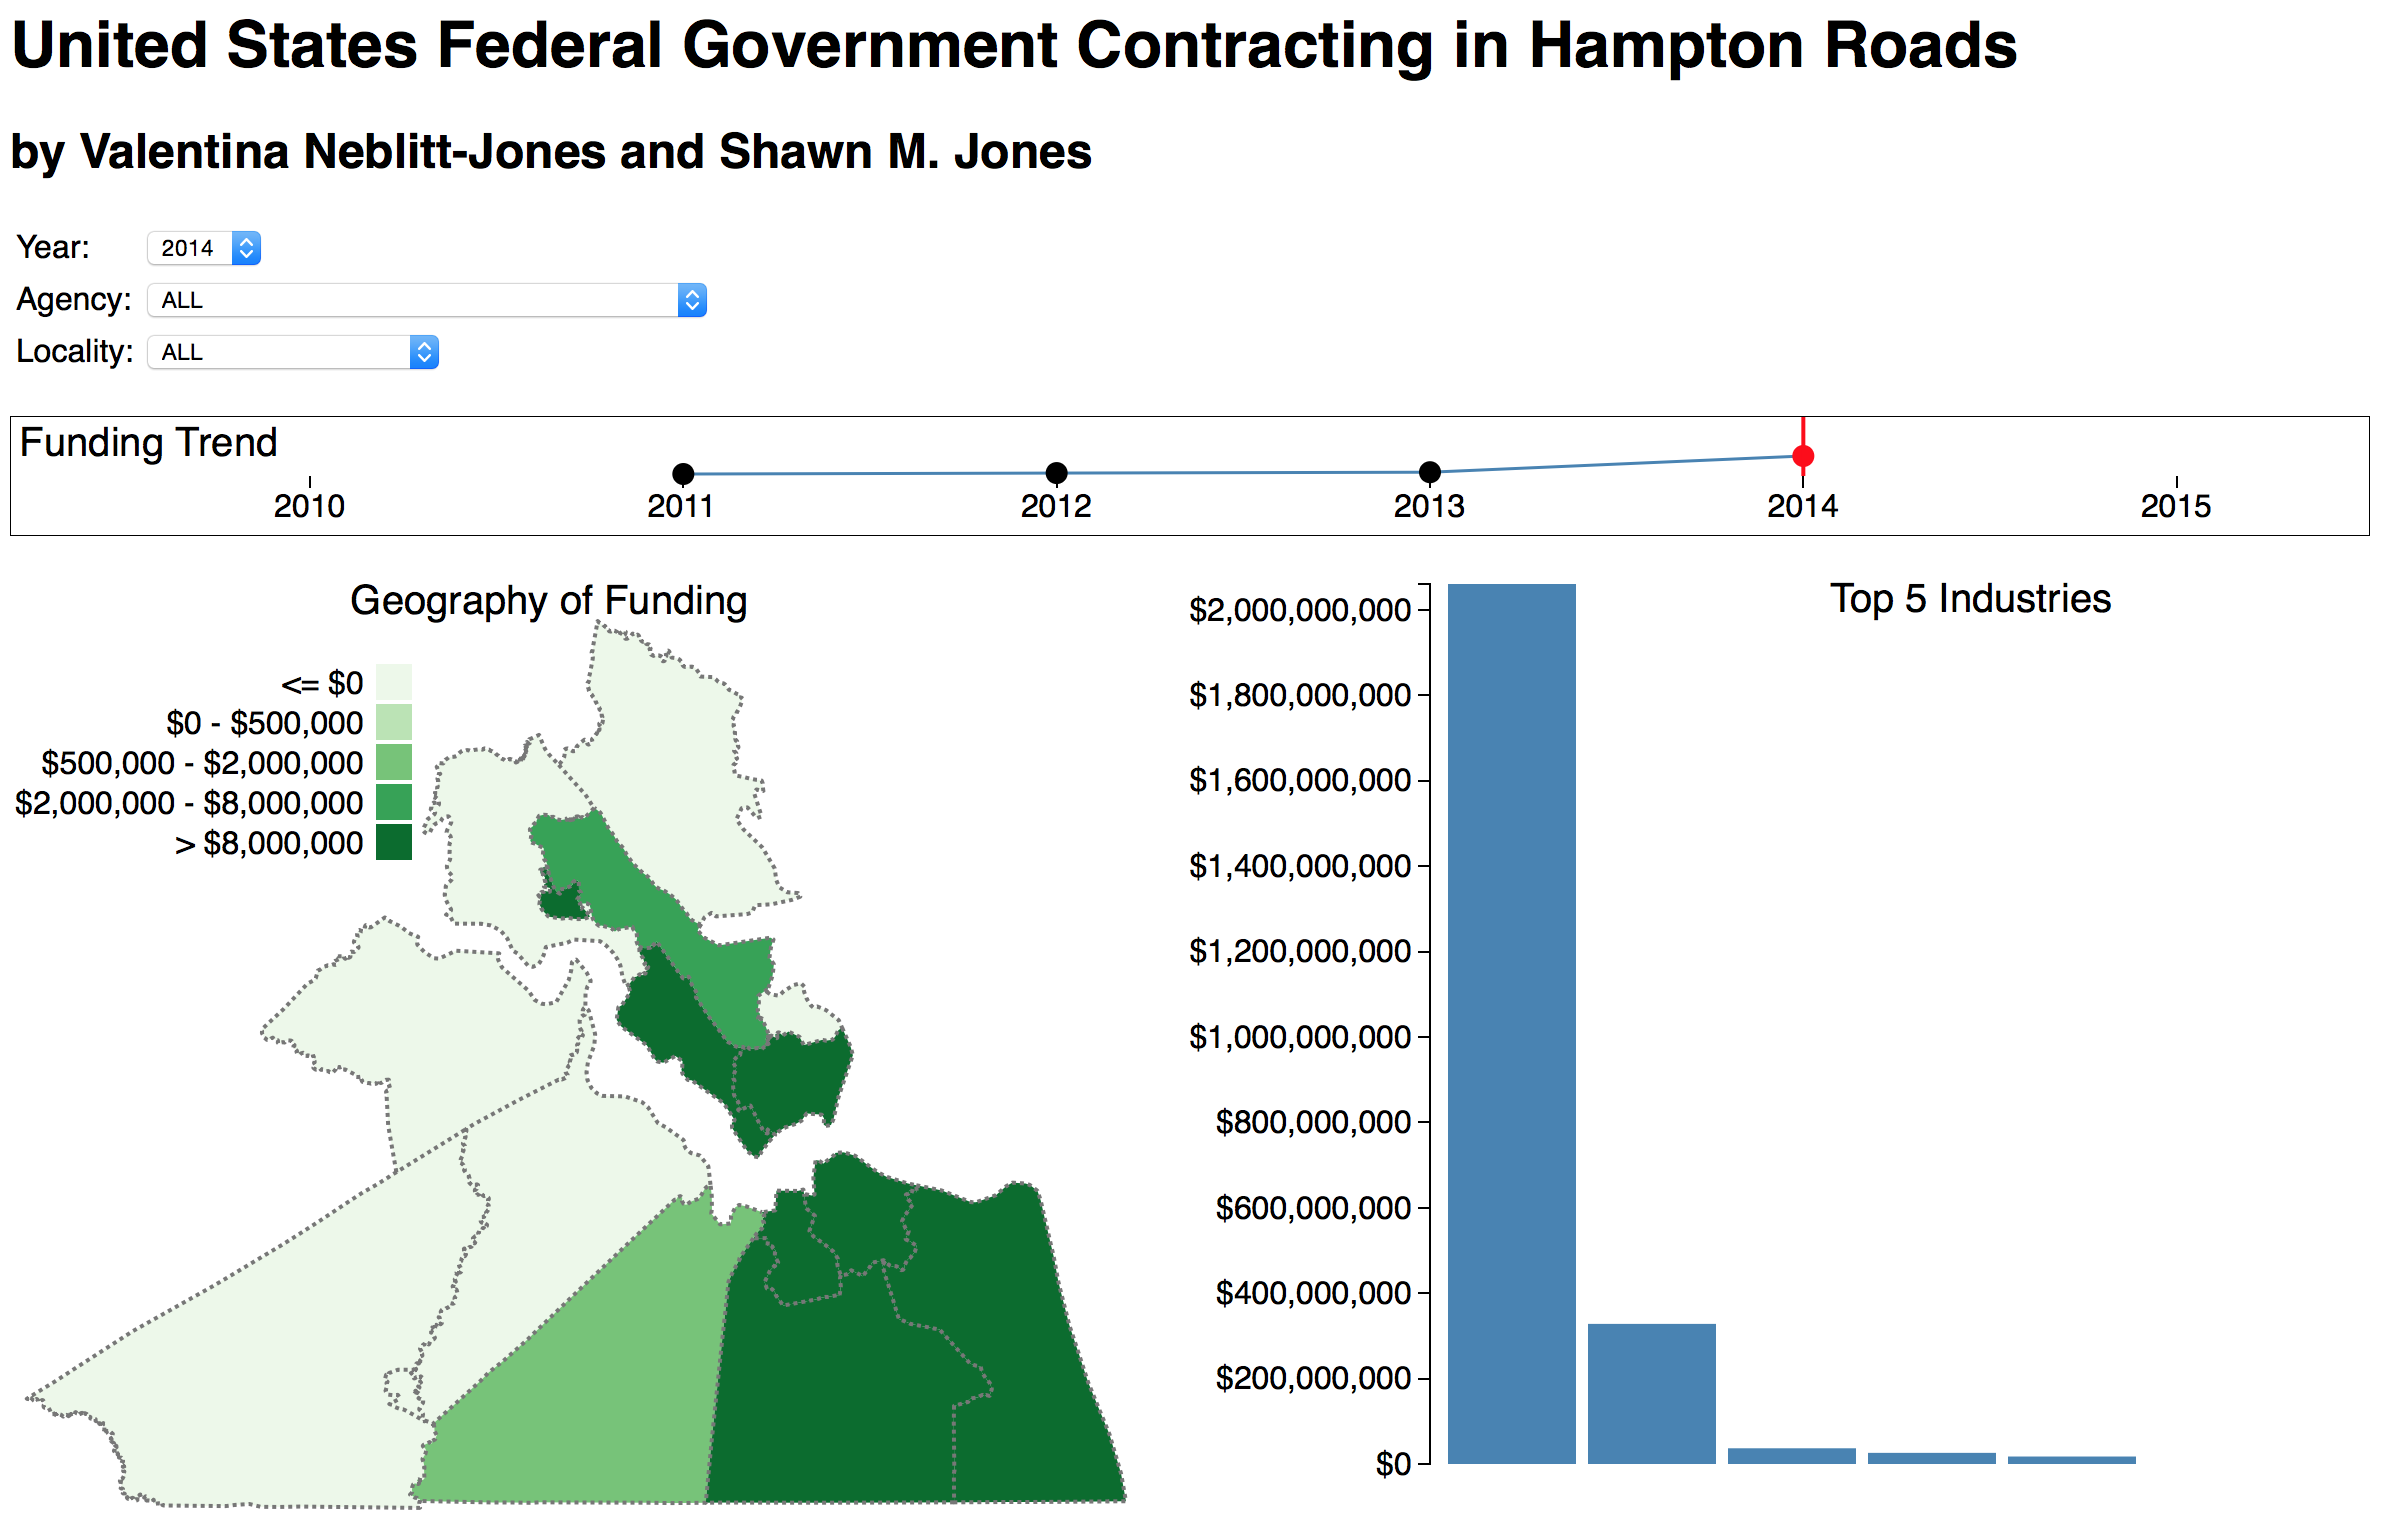 United States Federal Government Contracting in Hampton Roads
by Valentina Neblitt-Jones and Shawn M. Jones
Year: 2014
Agency: ALL
Locality: ALL
Funding Trend
2010 2011 2012 2013 2014 2015
Geography of Funding
<= $0
$0 - $500,000
$500,000 - $2,000,000
$2,000,000 - $8,000,000
> $8,000,000
Top 5 Industries
$2,000,000,000
$1,800,000,000
$1,600,000,000
$1,400,000,000
$1,200,000,000
$1,000,000,000
$800,000,000
$600,000,000
$400,000,000
$200,000,000
$0